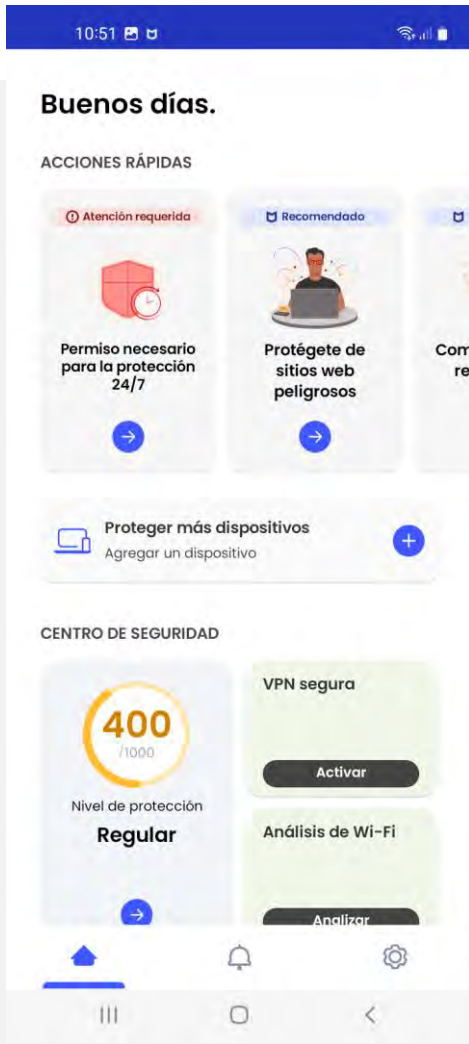 10:51
Buenos días.
ACCIONES RÁPIDAS
Atención requerida
Permiso necesario
para la protección
24/7
Recomendado
Protégete de
sitios web
peligrosos
Com
re
Proteger más dispositivos
Agregar un dispositivo
CENTRO DE SEGURIDAD
400
/1000
Nivel de protección
Regular
VPN segura
Activar
Análisis de Wi-Fi
Analizar